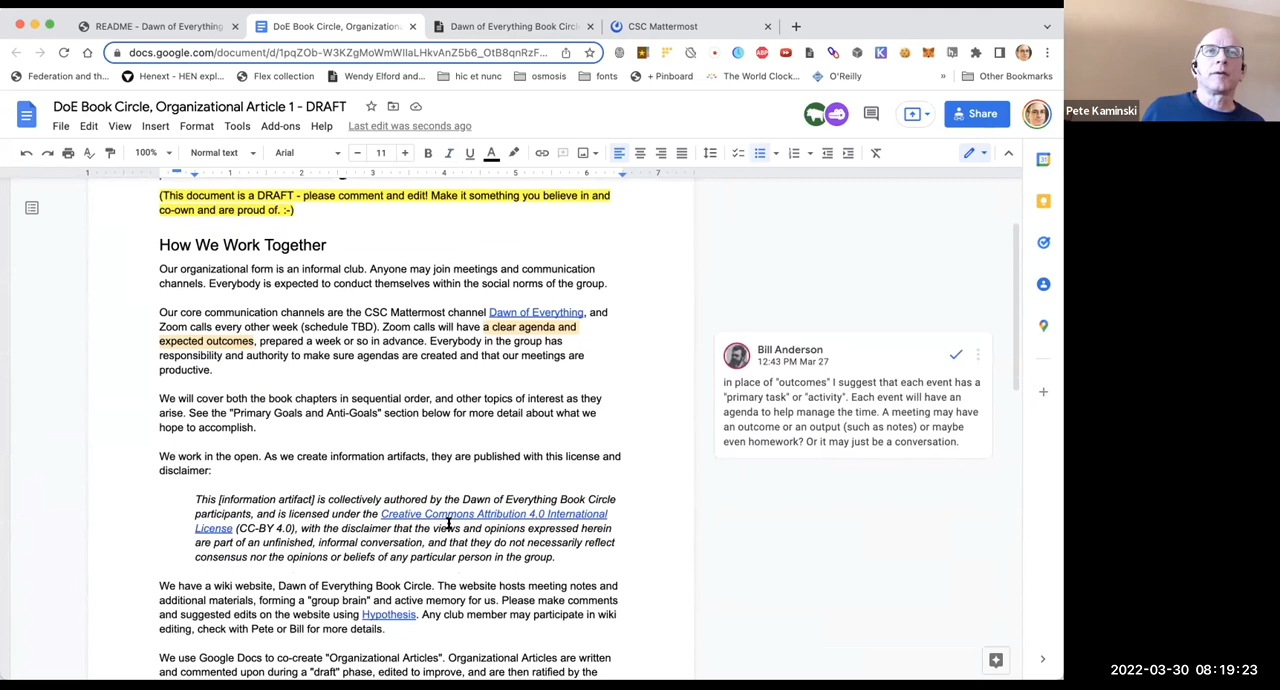 README - Dawn of Everything
DoE Book Circle, Organization
Dawn of Everything Book Circ
CSC Mattermost
docs.google.com/document/d/1pqZOb-W3KZgMoWmWIlaLHkvAnZ5b6_OtB8qnRzF...
Federation and th...
Henext - HEN expl...
Flex collection
Wendy Elford and...
hic et nunc
osmosis
fonts
+ Pinboard
The World Clock...
O'Reilly
»
Other Bookmarks
DoE Book Circle, Organizational Article 1 - DRAFT
File Edit View Insert Format Tools Add-ons Help Last edit was seconds ago
Share
100% Normal text Arial 11
1 1 2 3 4 5 6 7
(This document is a DRAFT - please comment and edit! Make it something you believe in and
co-own and are proud of. :-)
How We Work Together
Our organizational form is an informal club. Anyone may join meetings and communication
channels. Everybody is expected to conduct themselves within the social norms of the group.
Our core communication channels are the CSC Mattermost channel Dawn of Everything, and
Zoom calls every other week (schedule TBD). Zoom calls will have a clear agenda and
expected outcomes, prepared a week or so in advance. Everybody in the group has
responsibility and authority to make sure agendas are created and that our meetings are
productive.
We will cover both the book chapters in sequential order, and other topics of interest as they
arise. See the "Primary Goals and Anti-Goals" section below for more detail about what we
hope to accomplish.
We work in the open. As we create information artifacts, they are published with this license and
disclaimer:
This [information artifact] is collectively authored by the Dawn of Everything Book Circle
participants, and is licensed under the Creative Commons Attribution 4.0 International
License (CC-BY 4.0), with the disclaimer that the views and opinions expressed herein
are part of an unfinished, informal conversation, and that they do not necessarily reflect
consensus nor the opinions or beliefs of any particular person in the group.
We have a wiki website, Dawn of Everything Book Circle. The website hosts meeting notes and
additional materials, forming a "group brain" and active memory for us. Please make comments
and suggested edits on the website using Hypothesis. Any club member may participate in wiki
editing, check with Pete or Bill for more details.
We use Google Docs to co-create "Organizational Articles". Organizational Articles are written
and commented upon during a "draft" phase, edited to improve, and are then ratified by the
Bill Anderson
12:43 PM Mar 27
in place of "outcomes" I suggest that each event has a
"primary task" or "activity". Each event will have an
agenda to help manage the time. A meeting may have
an outcome or an output (such as notes) or maybe
even homework? Or it may just be a conversation.
Pete Kaminski
2022-03-30 08:19:23